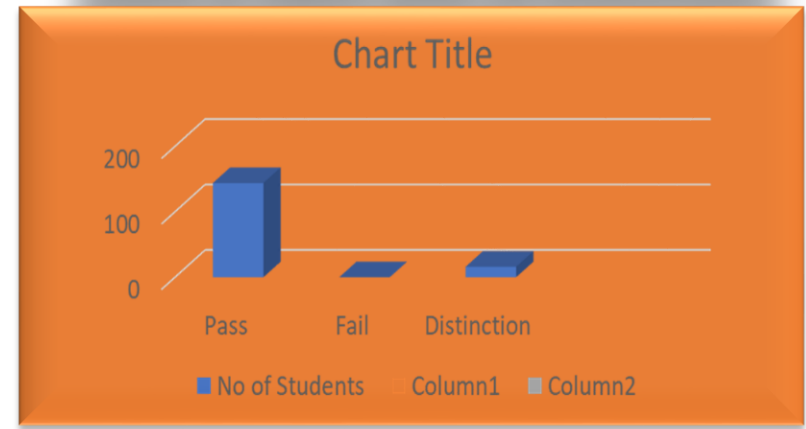 Chart Title
200
100
0
Pass Fail Distinction
No of Students Column1 Column2